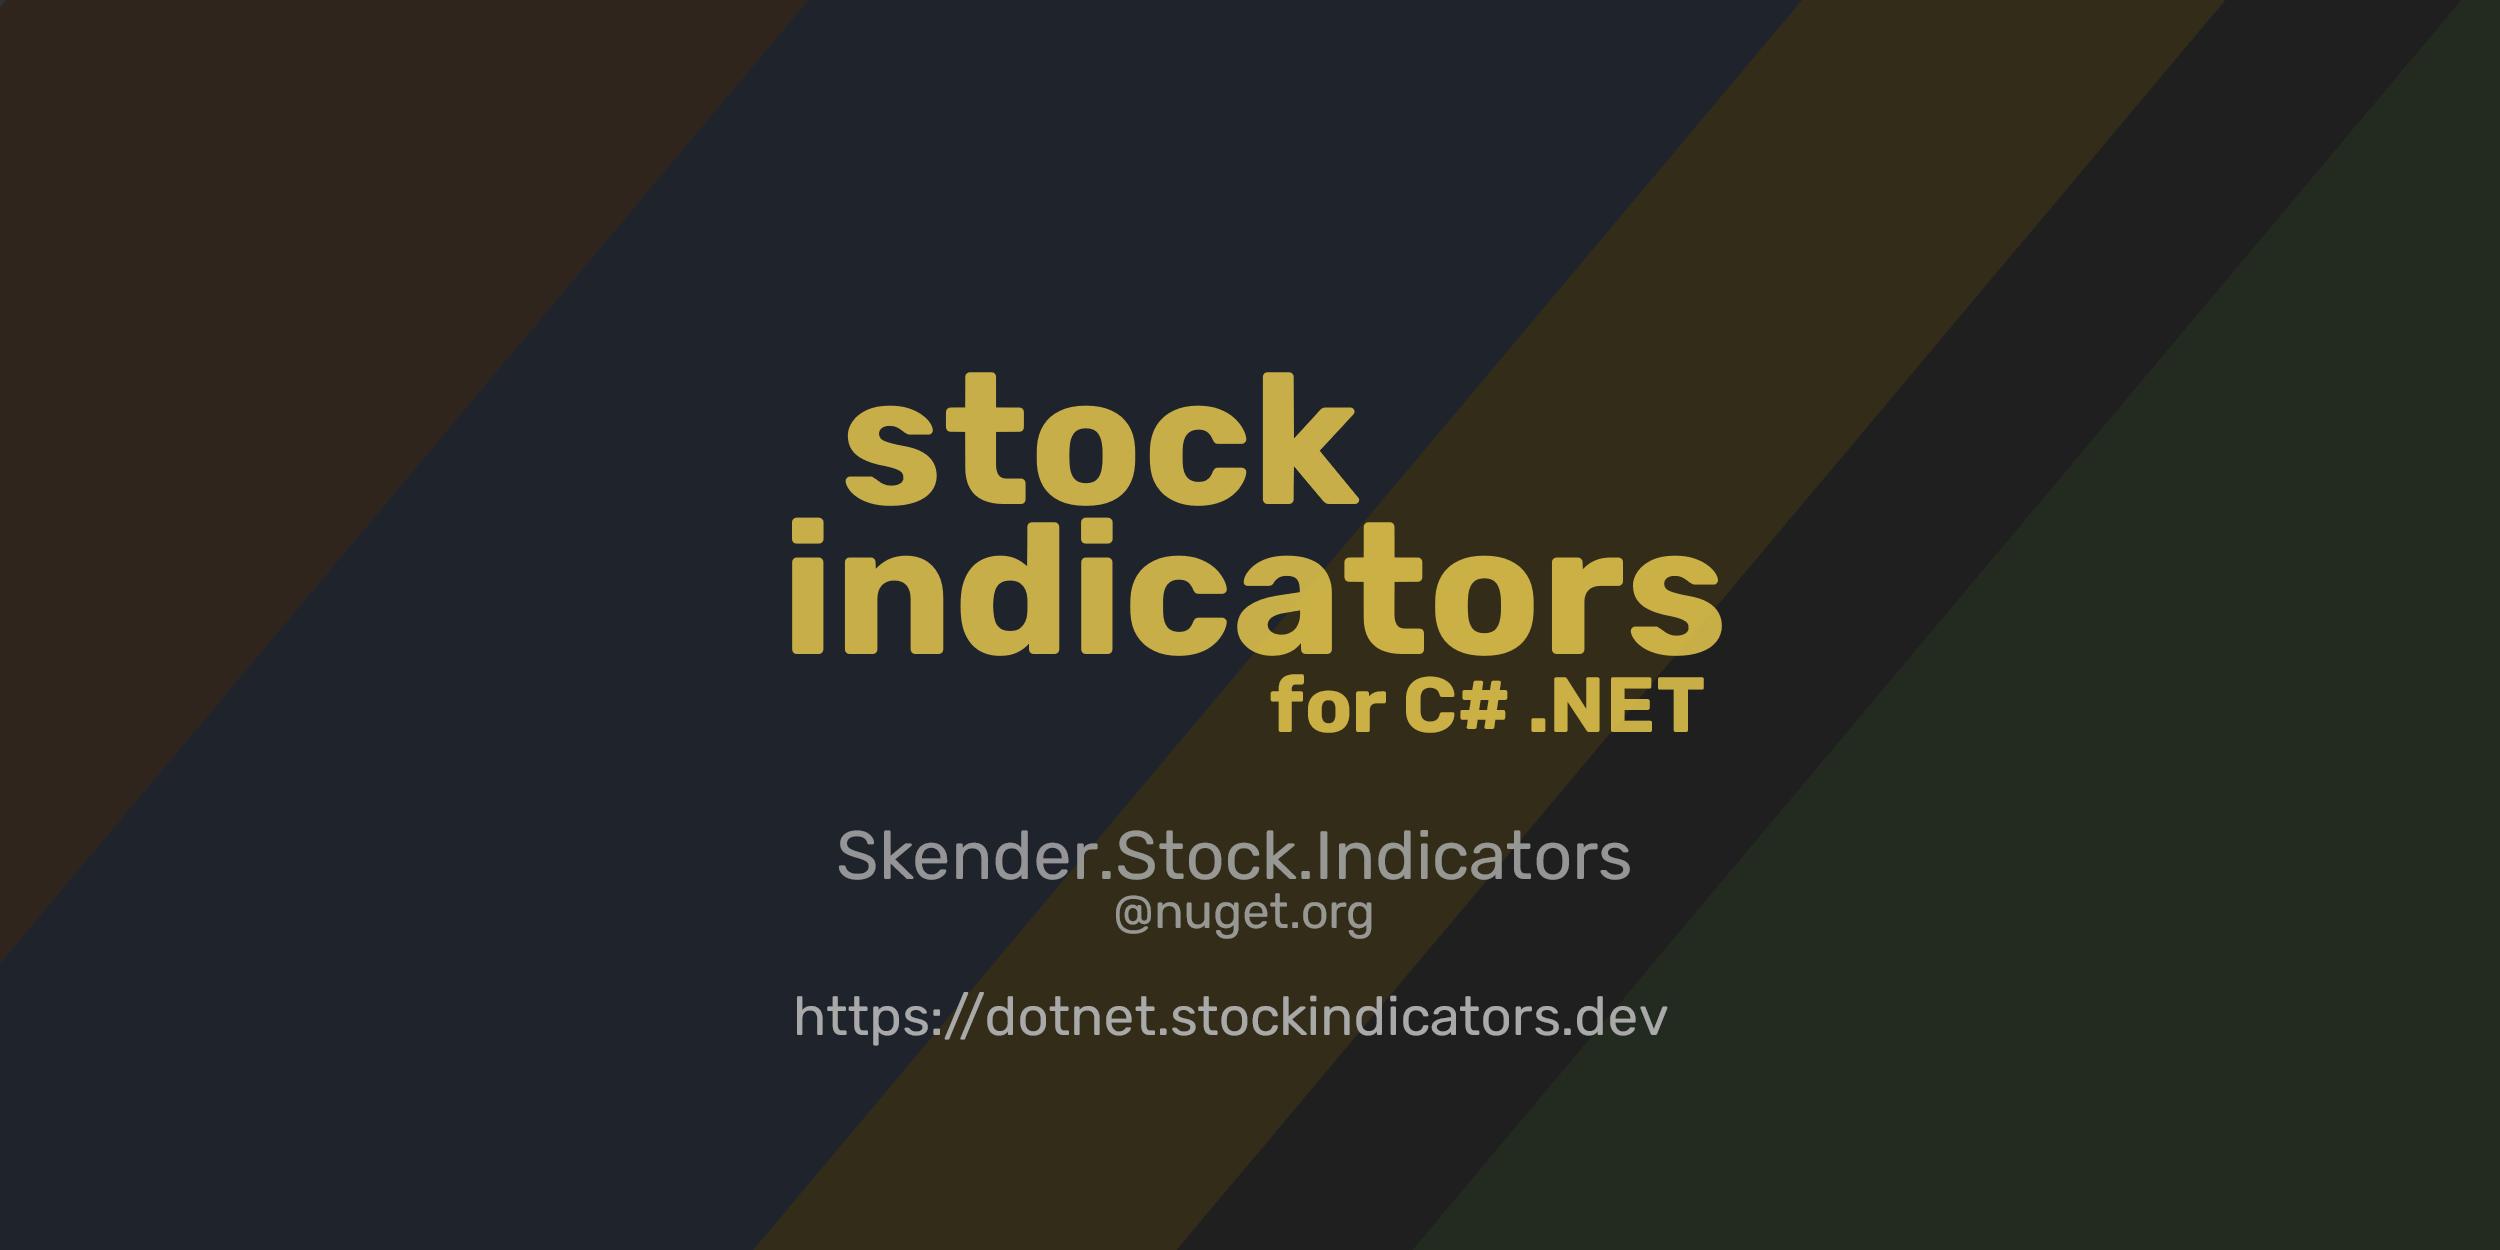 stock
indicators
for C# .NET
Skender.Stock.Indicators
@nuget.org
https://dotnet.stockindicators.dev